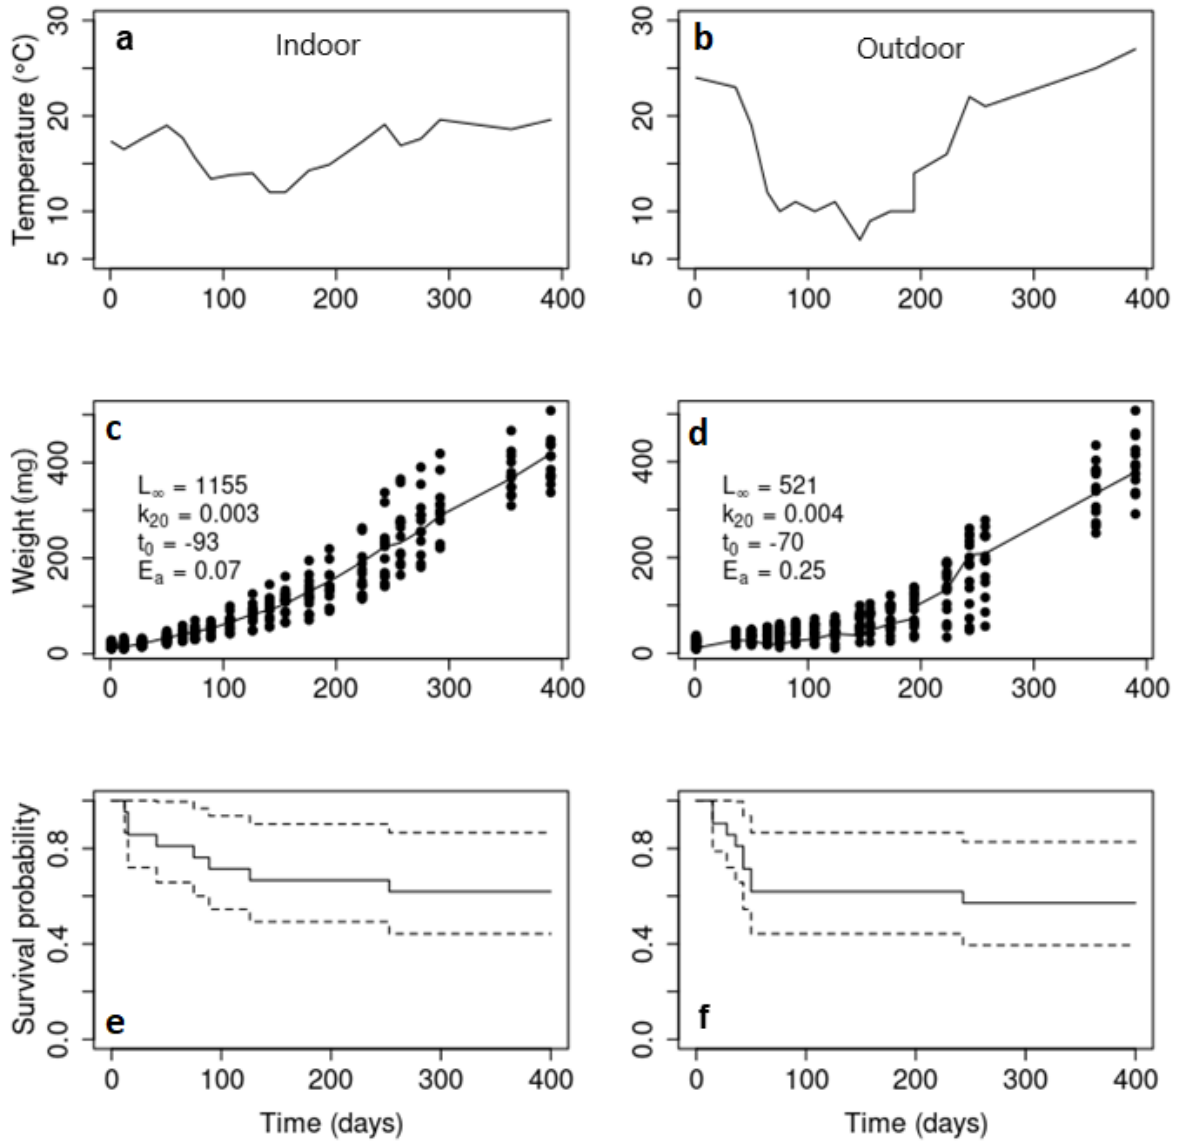 a Indoor
Temperature (°C)
30
20
10
5
0 100 200 300 400
b Outdoor
30
20
10
5
0 100 200 300 400
c
Weight (mg)
400
200
0
L∞ = 1155
k20 = 0.003
t0 = -93
Ea = 0.07
0 100 200 300 400
d
400
200
0
L∞ = 521
k20 = 0.004
t0 = -70
Ea = 0.25
0 100 200 300 400
Survival probability
0.8
0.4
0.0
e
0 100 200 300 400
Time (days)
0.8
0.4
0.0
f
0 100 200 300 400
Time (days)